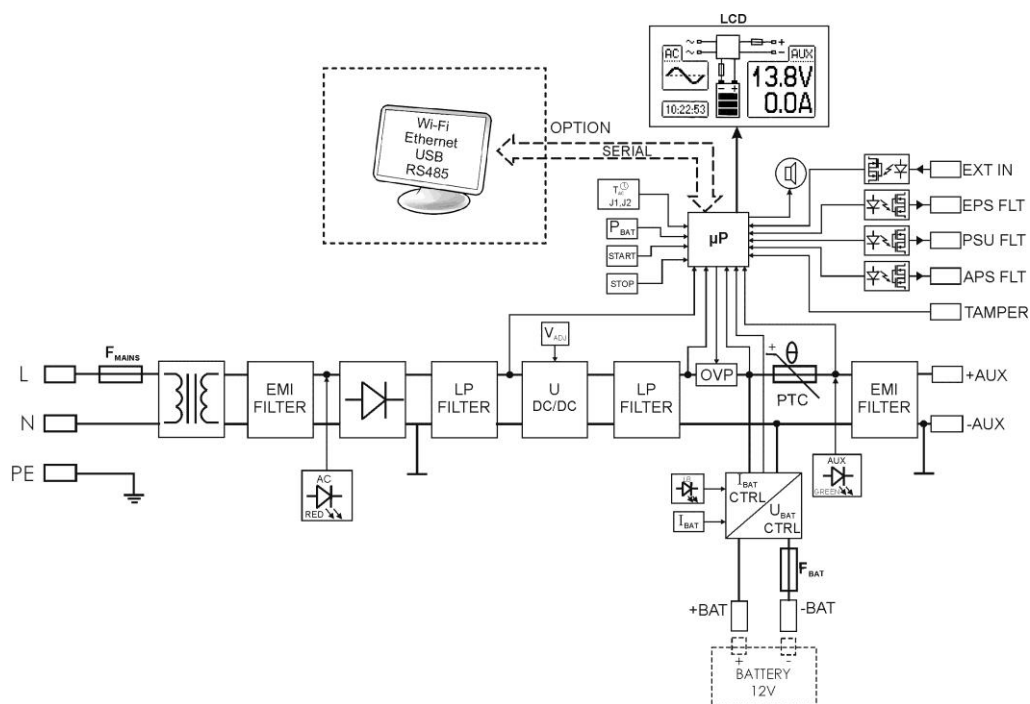 LCD
AC
AUX
13.8V
0.0A
10:22:53
Wi-Fi
Ethernet
USB
RS485
OPTION
SERIAL
TAC
J1,J2
PBAT
START
STOP
µP
EXT IN
EPS FLT
PSU FLT
APS FLT
TAMPER
FMAINS
VADJ
L
N
PE
EMI
FILTER
LP
FILTER
U
DC/DC
LP
FILTER
OVP
+ θ
PTC
EMI
FILTER
+AUX
-AUX
AC
RED
AUX
GREEN
IBAT
IBAT
CTRL
UBAT
CTRL
FBAT
+BAT
-BAT
+ -
BATTERY
12V